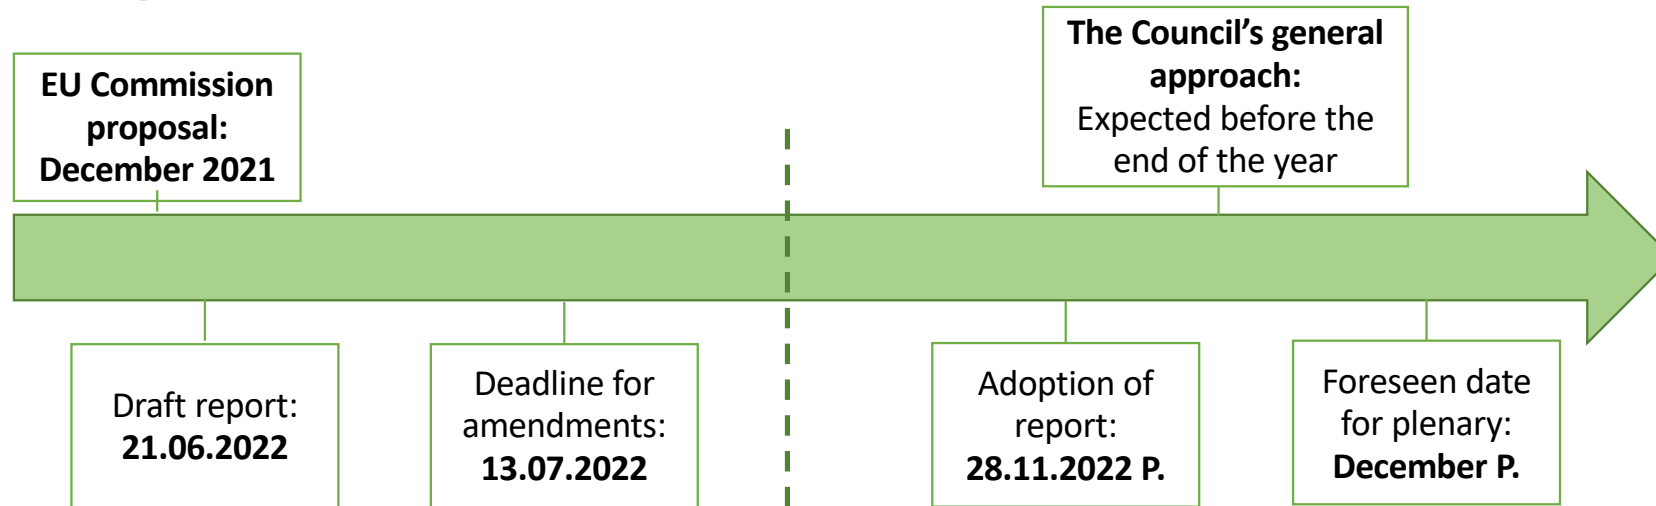 EU Commission
proposal:
December 2021
The Council’s general
approach:
Expected before the
end of the year
Draft report:
21.06.2022
Deadline for
amendments:
13.07.2022
Adoption of
report:
28.11.2022 P.
Foreseen date
for plenary:
December P.